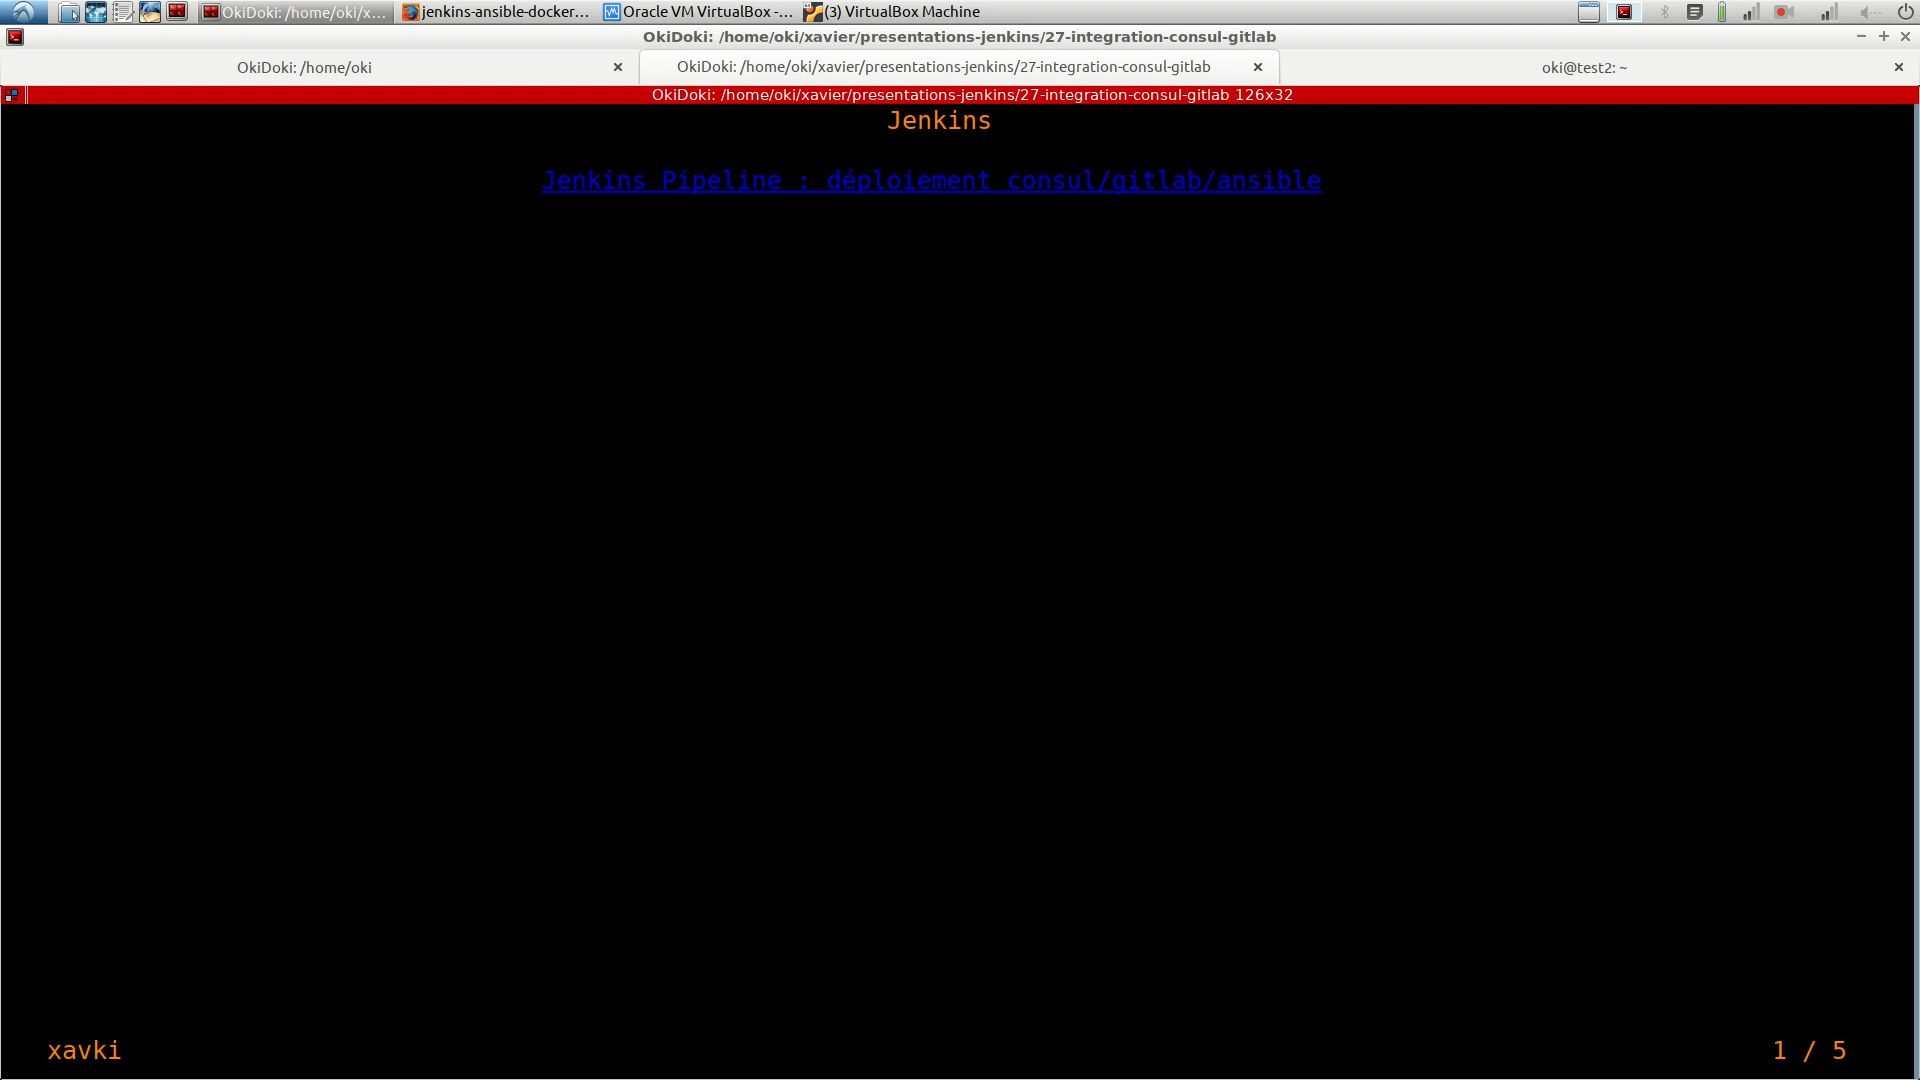 OkiDoki: /home/oki/x... jenkins-ansible-docker... Oracle VM VirtualBox -... (3) VirtualBox Machine
OkiDoki: /home/oki/xavier/presentations-jenkins/27-integration-consul-gitlab
OkiDoki: /home/oki OkiDoki: /home/oki/xavier/presentations-jenkins/27-integration-consul-gitlab oki@test2: ~
OkiDoki: /home/oki/xavier/presentations-jenkins/27-integration-consul-gitlab 126x32
Jenkins
Jenkins Pipeline : déploiement consul/gitlab/ansible
xavki 1 / 5